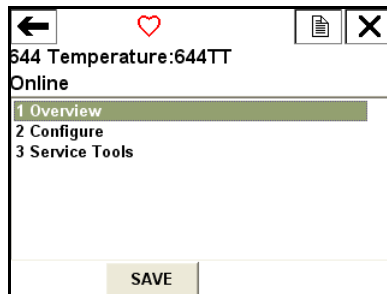 644 Temperature:644TT
Online
1 Overview
2 Configure
3 Service Tools
SAVE